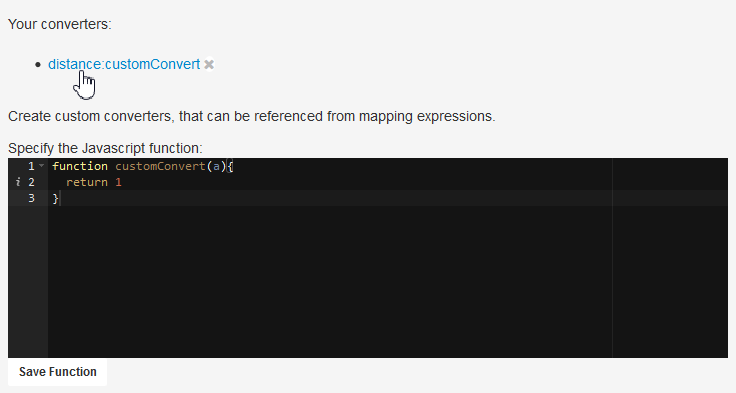 Your converters:
distance:customConvert ✖
Create custom converters, that can be referenced from mapping expressions.
Specify the Javascript function:
1 function customConvert(a){
i 2 return 1
3 }
Save Function